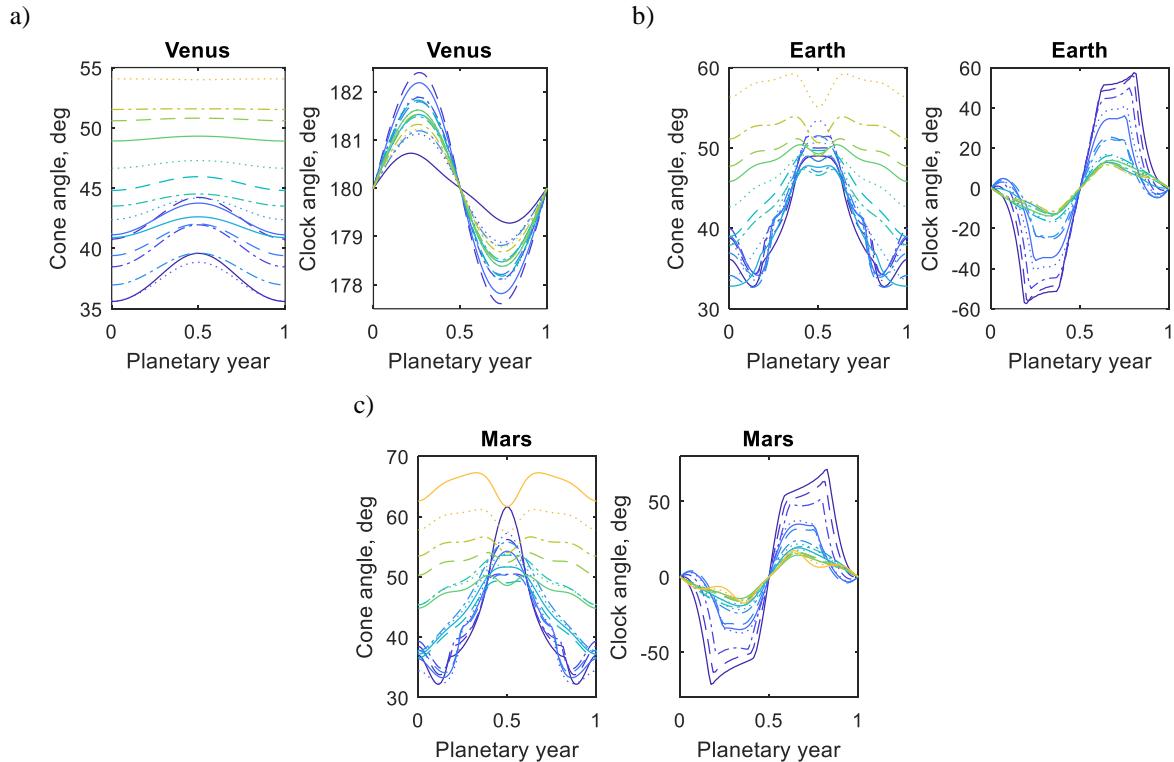 a)
Venus
Cone angle, deg
55
50
45
40
35
0 0.5 1
Planetary year
Venus
Clock angle, deg
182
181
180
179
178
0 0.5 1
Planetary year
b)
Earth
Cone angle, deg
60
50
40
30
0 0.5 1
Planetary year
Earth
Clock angle, deg
60
40
20
0
-20
-40
-60
0 0.5 1
Planetary year
c)
Mars
Cone angle, deg
70
60
50
40
30
0 0.5 1
Planetary year
Mars
Clock angle, deg
50
0
-50
0 0.5 1
Planetary year